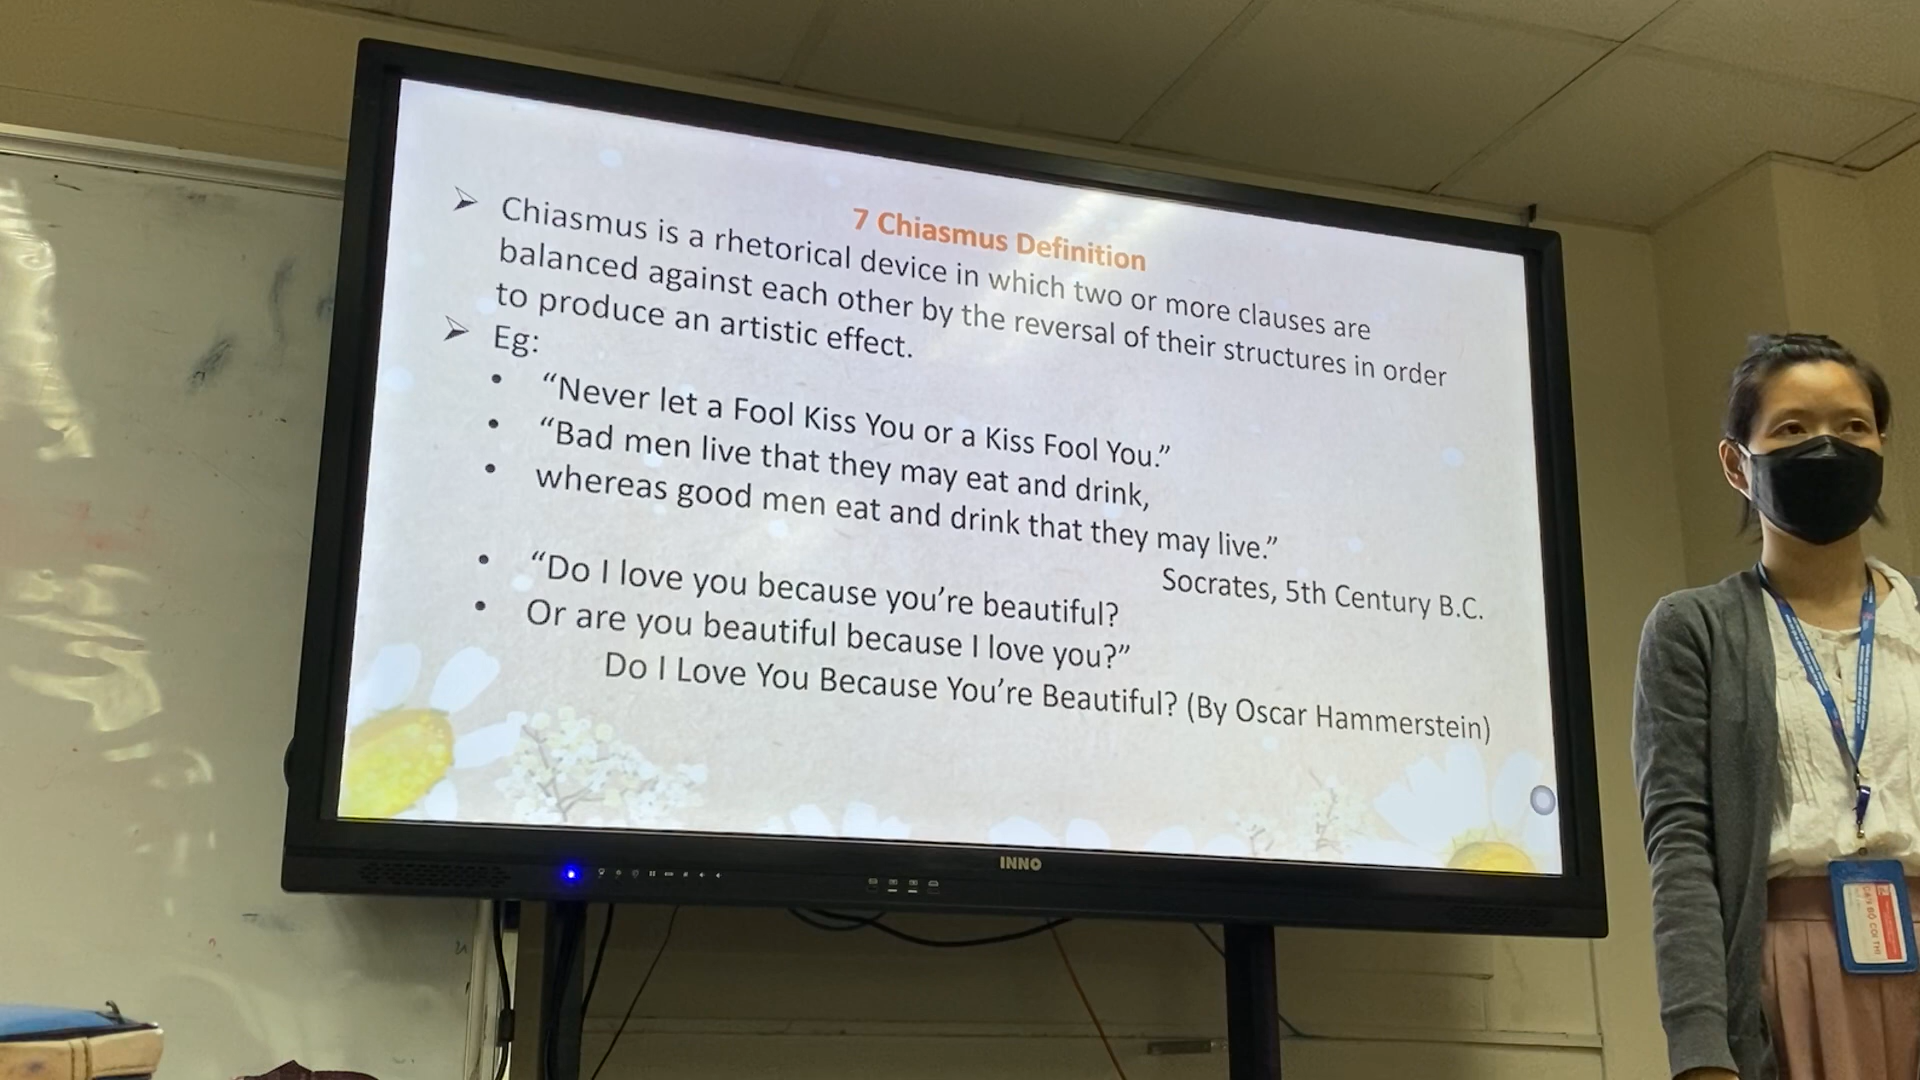 7 Chiasmus Definition
➢ Chiasmus is a rhetorical device in which two or more clauses are
balanced against each other by the reversal of their structures in order
to produce an artistic effect.
➢ Eg:
• “Never let a Fool Kiss You or a Kiss Fool You.”
• “Bad men live that they may eat and drink,
• whereas good men eat and drink that they may live.”
Socrates, 5th Century B.C.
• “Do I love you because you’re beautiful?
• Or are you beautiful because I love you?”
Do I Love You Because You’re Beautiful? (By Oscar Hammerstein)
INNO
CÁN BỘ COI THI